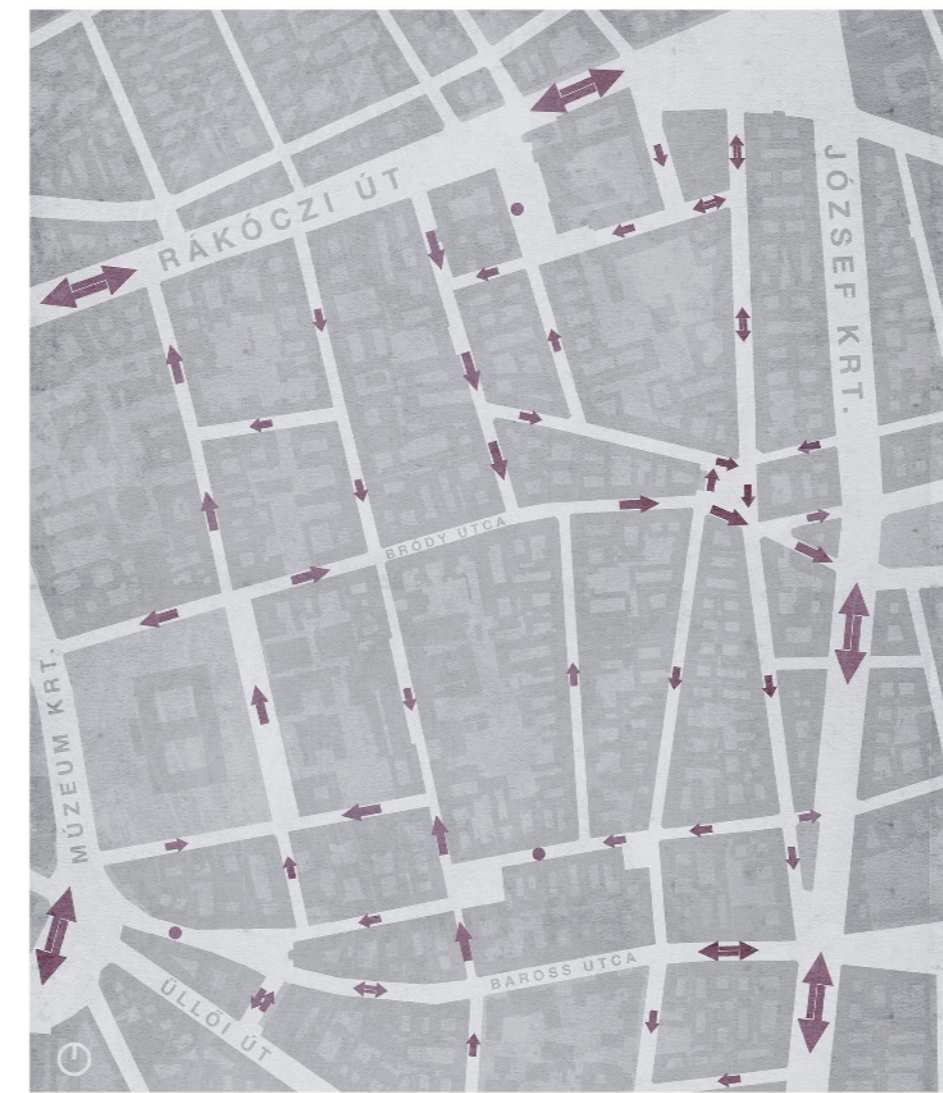 RÁKÓCZI ÚT
JÓZSEF KRT.
BRÓDY UTCA
MÚZEUM KRT.
BAROSS UTCA
ÜLLŐI ÚT